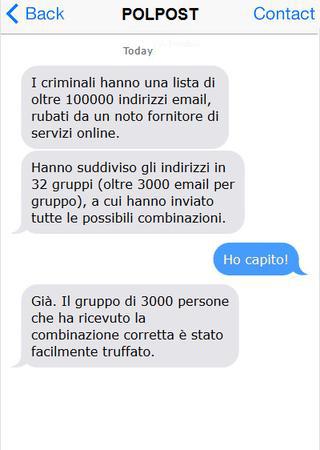 Back POLPOST Contact
Today
I criminali hanno una lista di
oltre 100000 indirizzi email,
rubati da un noto fornitore di
servizi online.
Hanno suddiviso gli indirizzi in
32 gruppi (oltre 3000 email per
gruppo), a cui hanno inviato
tutte le possibili combinazioni.
Ho capito!
Già. Il gruppo di 3000 persone
che ha ricevuto la
combinazione corretta è stato
facilmente truffato.